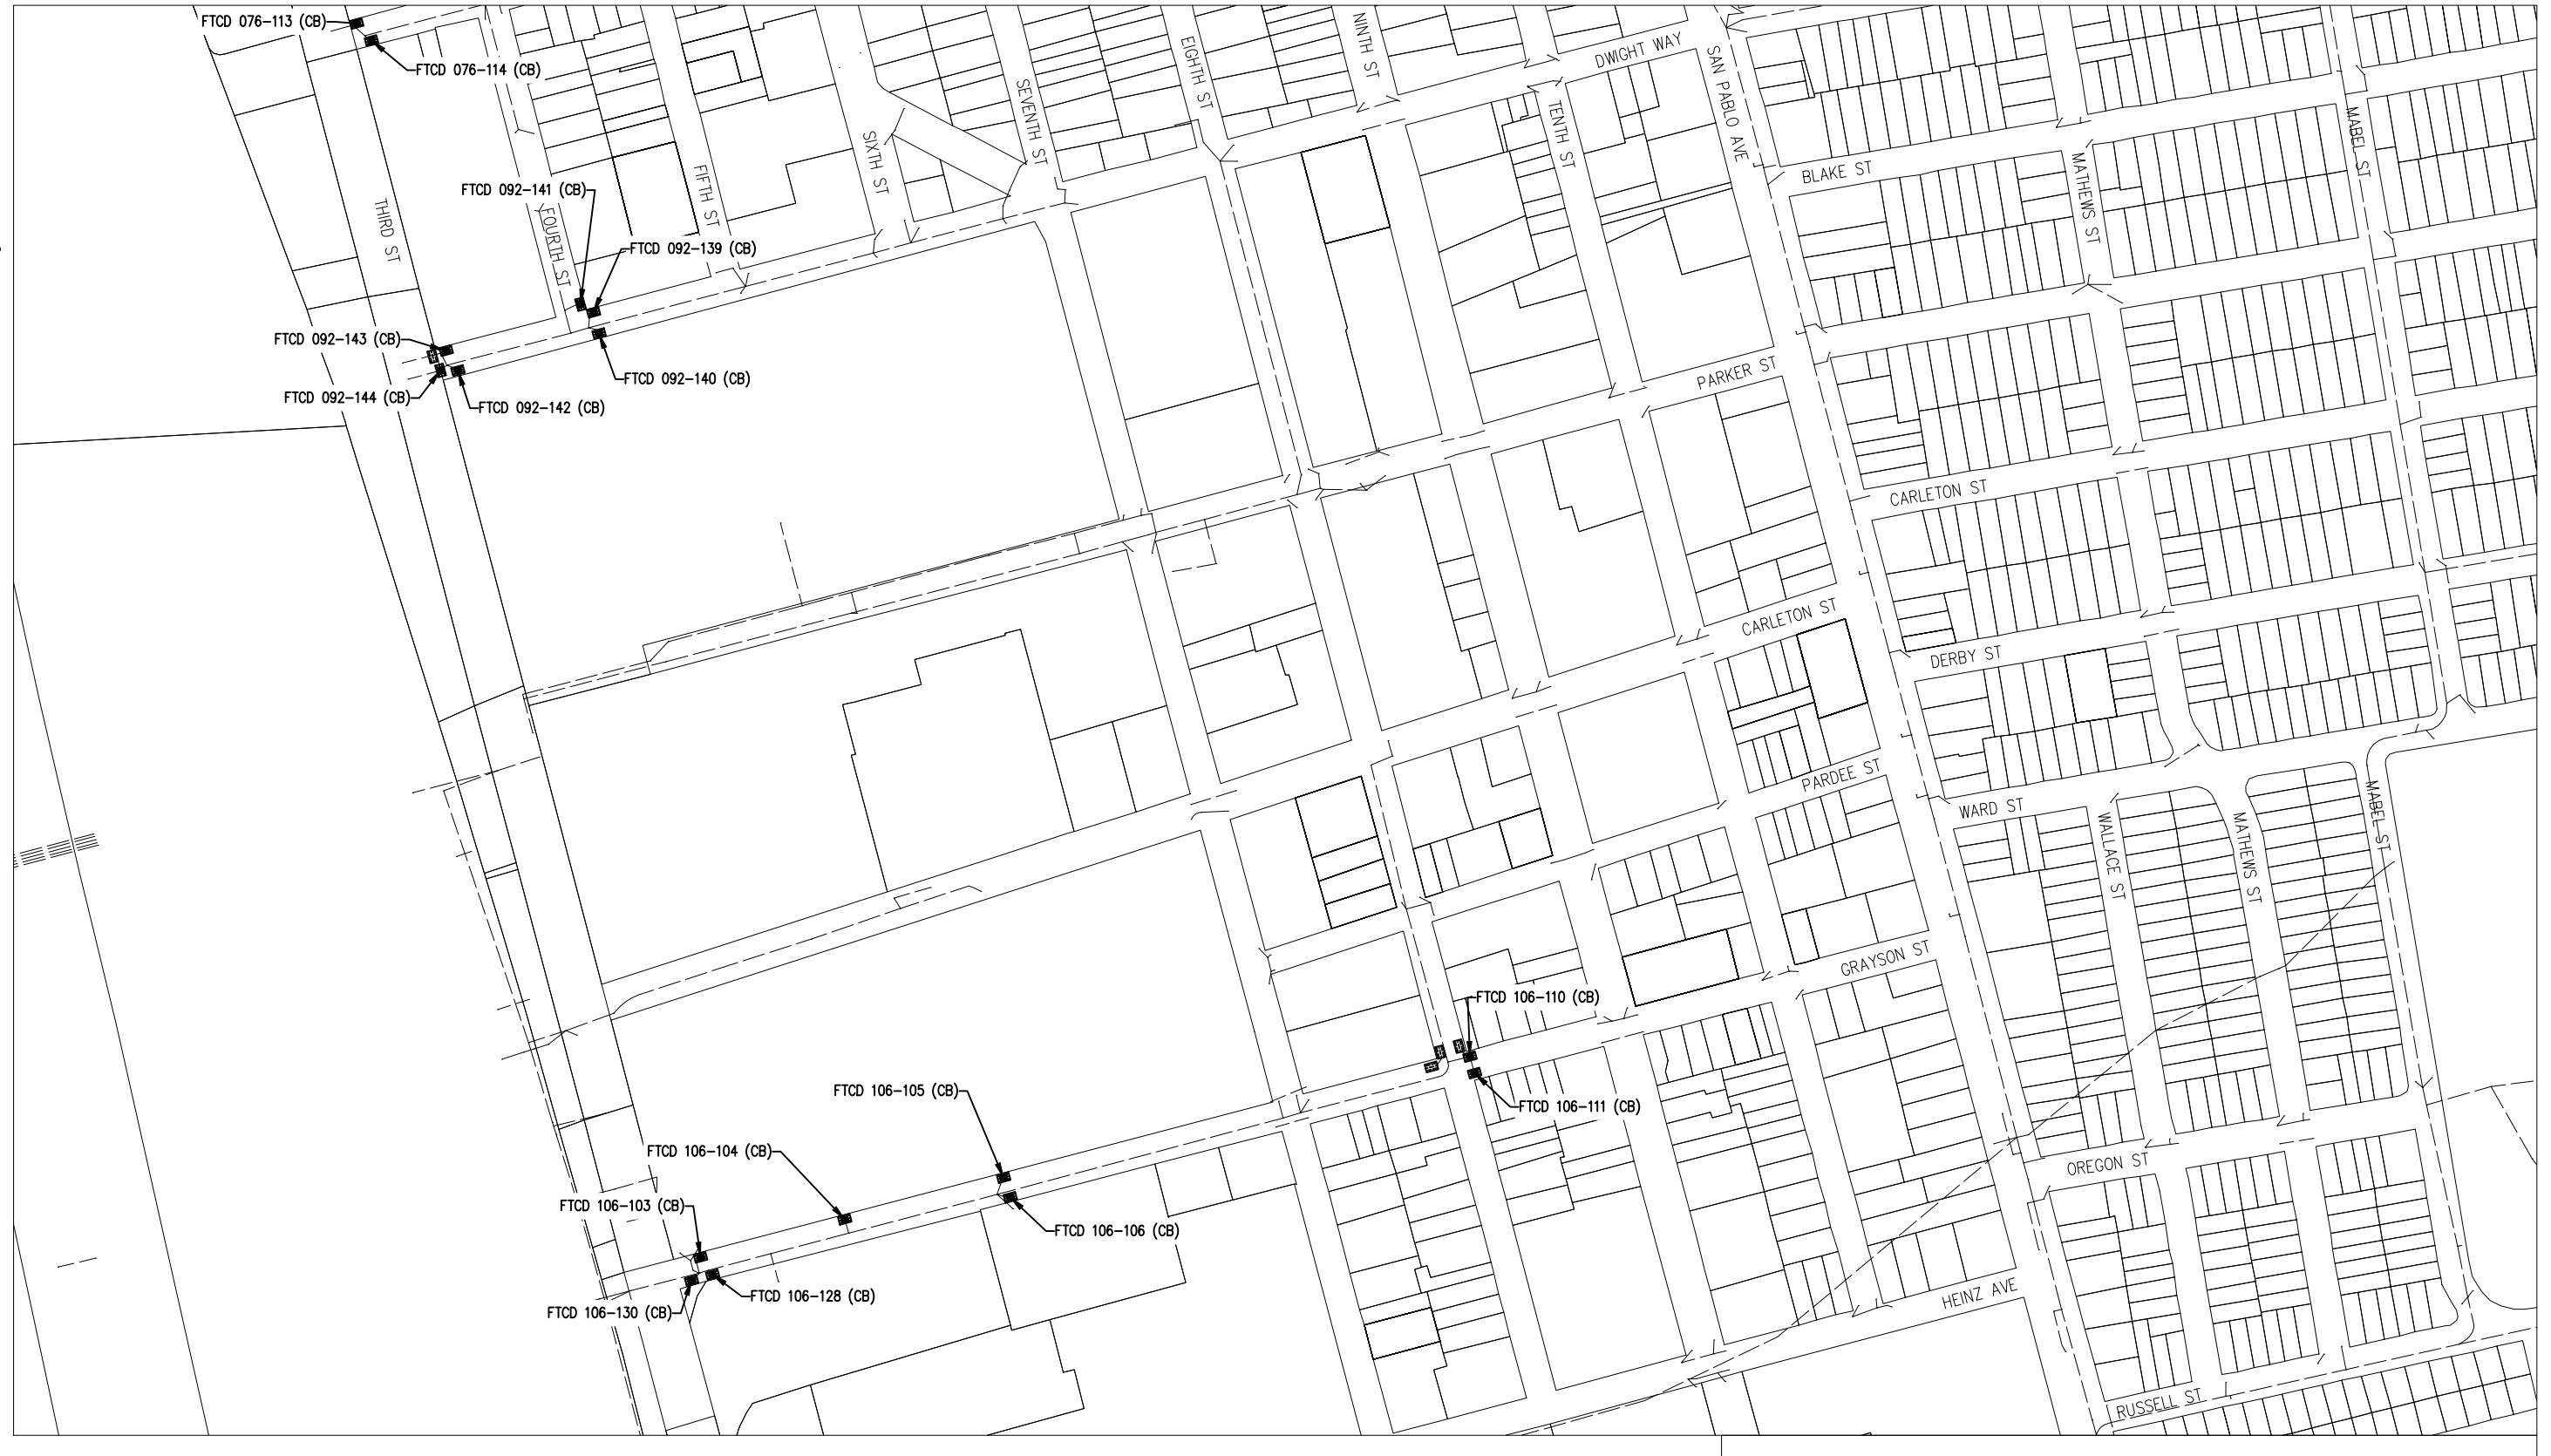 FTCD 076-113 (CB)
FTCD 076-114 (CB)
THIRD ST
FOURTH ST
FIFTH ST
SIXTH ST
SEVENTH ST
EIGHTH ST
NINTH ST
TENTH ST
DWIGHT WAY
SAN PABLO AVE
BLAKE ST
MATHEWS ST
MABEL ST
FTCD 092-141 (CB)
FTCD 092-139 (CB)
FTCD 092-143 (CB)
FTCD 092-140 (CB)
FTCD 092-144 (CB)
FTCD 092-142 (CB)
PARKER ST
CARLETON ST
CARLETON ST
DERBY ST
PARDEE ST
WARD ST
WALLACE ST
MATHEWS ST
MABEL ST
GRAYSON ST
FTCD 106-110 (CB)
FTCD 106-105 (CB)
FTCD 106-111 (CB)
FTCD 106-104 (CB)
OREGON ST
FTCD 106-103 (CB)
FTCD 106-106 (CB)
FTCD 106-128 (CB)
FTCD 106-130 (CB)
HEINZ AVE
RUSSELL ST